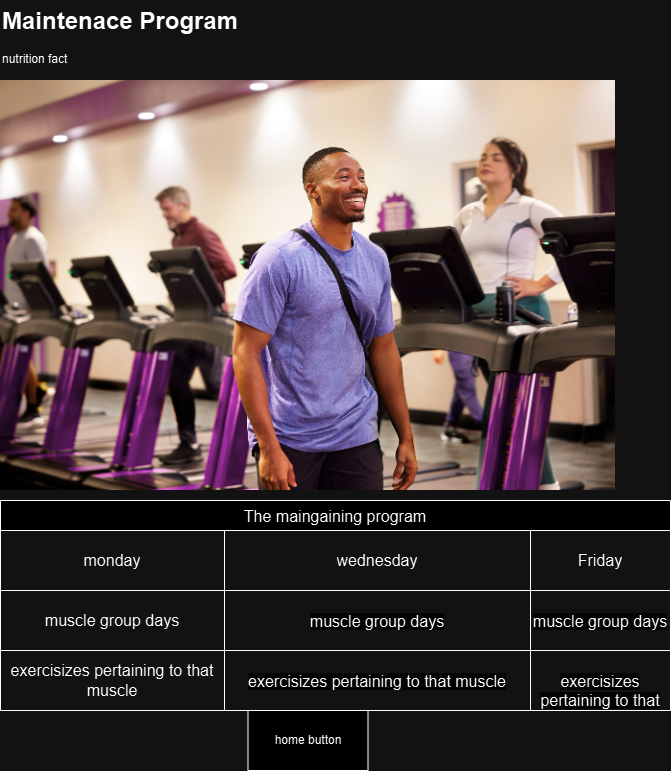 Maintenace Program
nutrition fact
The maingaining program
monday
wednesday
Friday
muscle group days
muscle group days
muscle group days
exercisizes pertaining to that
muscle
exercisizes pertaining to that muscle
exercisizes
pertaining to that
home button